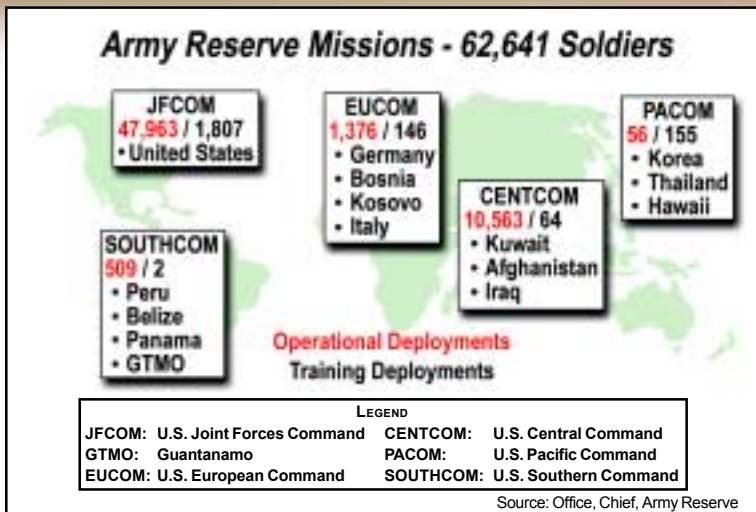 Army Reserve Missions - 62,641 Soldiers
JFCOM
47,963 / 1,807
• United States
EUCOM
1,376 / 146
• Germany
• Bosnia
• Kosovo
• Italy
PACOM
56 / 155
• Korea
• Thailand
• Hawaii
CENTCOM
10,563 / 64
• Kuwait
• Afghanistan
• Iraq
SOUTHCOM
509 / 2
• Peru
• Belize
• Panama
• GTMO
Operational Deployments
Training Deployments
LEGEND
JFCOM: U.S. Joint Forces Command CENTCOM: U.S. Central Command
GTMO: Guantanamo PACOM: U.S. Pacific Command
EUCOM: U.S. European Command SOUTHCOM: U.S. Southern Command
Source: Office, Chief, Army Reserve